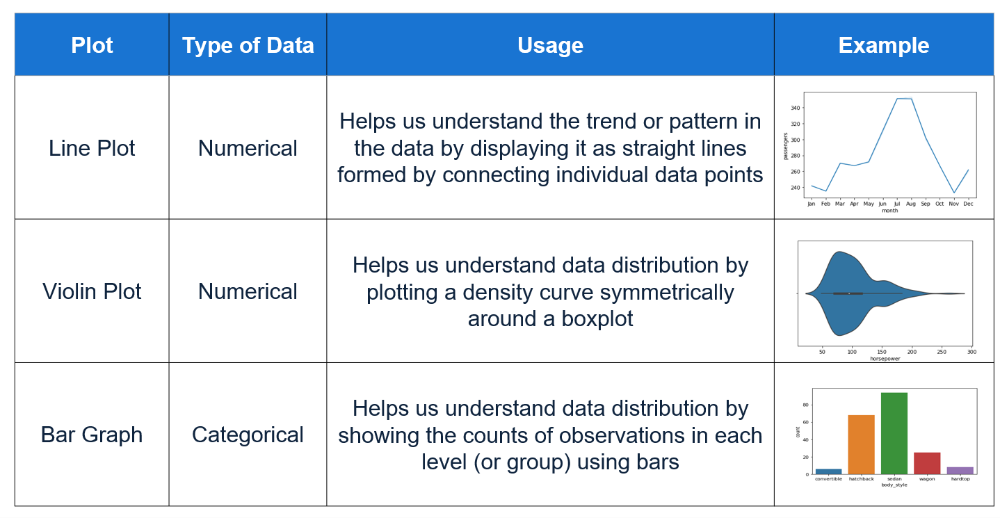 Plot
Type of Data
Usage
Example
Line Plot
Numerical
Helps us understand the trend or pattern in
the data by displaying it as straight lines
formed by connecting individual data points
passengers
340
320
300
280
260
240
Jan Feb Mar Apr May Jun Jul Aug Sep Oct Nov Dec
month
Violin Plot
Numerical
Helps us understand data distribution by
plotting a density curve symmetrically
around a boxplot
50 100 150 200 250 300
horsepower
Bar Graph
Categorical
Helps us understand data distribution by
showing the counts of observations in each
level (or group) using bars
count
80
60
40
20
0
convertible hatchback sedan wagon hardtop
body_style